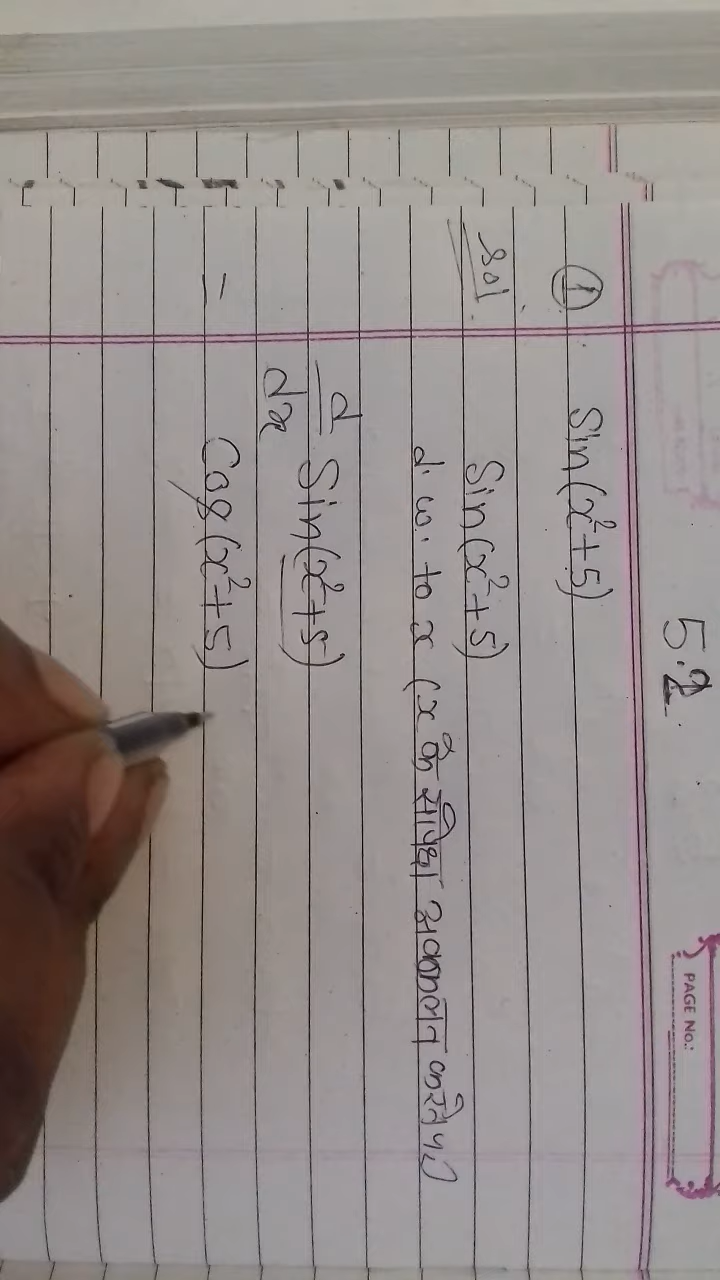 5.2
PAGE No.:
① Sin(x²+5)
Sol. Sin(x²+5)
d. w. to x (x के सापेक्ष अवकलन करने पर)
d/dx Sin(x²+5)
= Cos(x²+5)